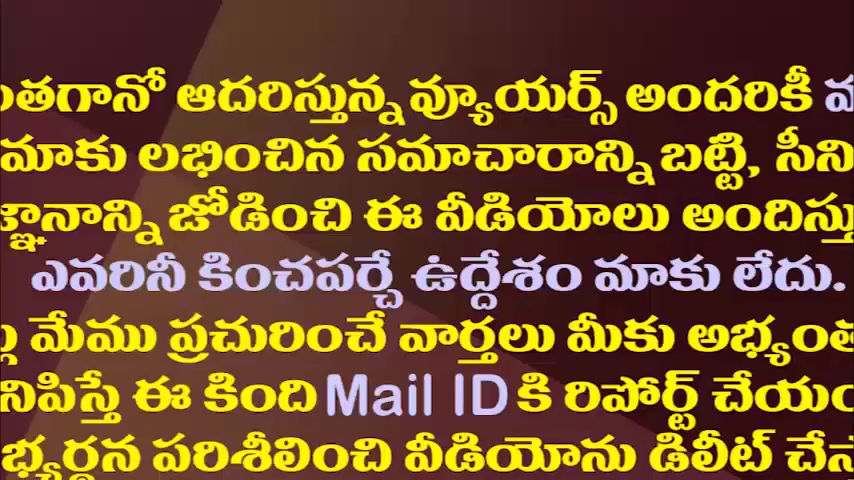 ంతగానో ఆదరిస్తున్న వ్యూయర్స్ అందరికీ
మాకు లభించిన సమాచారాన్ని బట్టి, సీని
జ్ఞానాన్ని జోడించి ఈ వీడియోలు అందిస్తు
ఎవరినీ కించపర్చే ఉద్దేశం మాకు లేదు.
మేము ప్రచురించే వార్తలు మీకు అభ్యంత
నిపిస్తే ఈ కింది Mail ID కి రిపోర్ట్ చేయం
భ్యర్థన పరిశీలించి వీడియోను డిలీట్ చేస